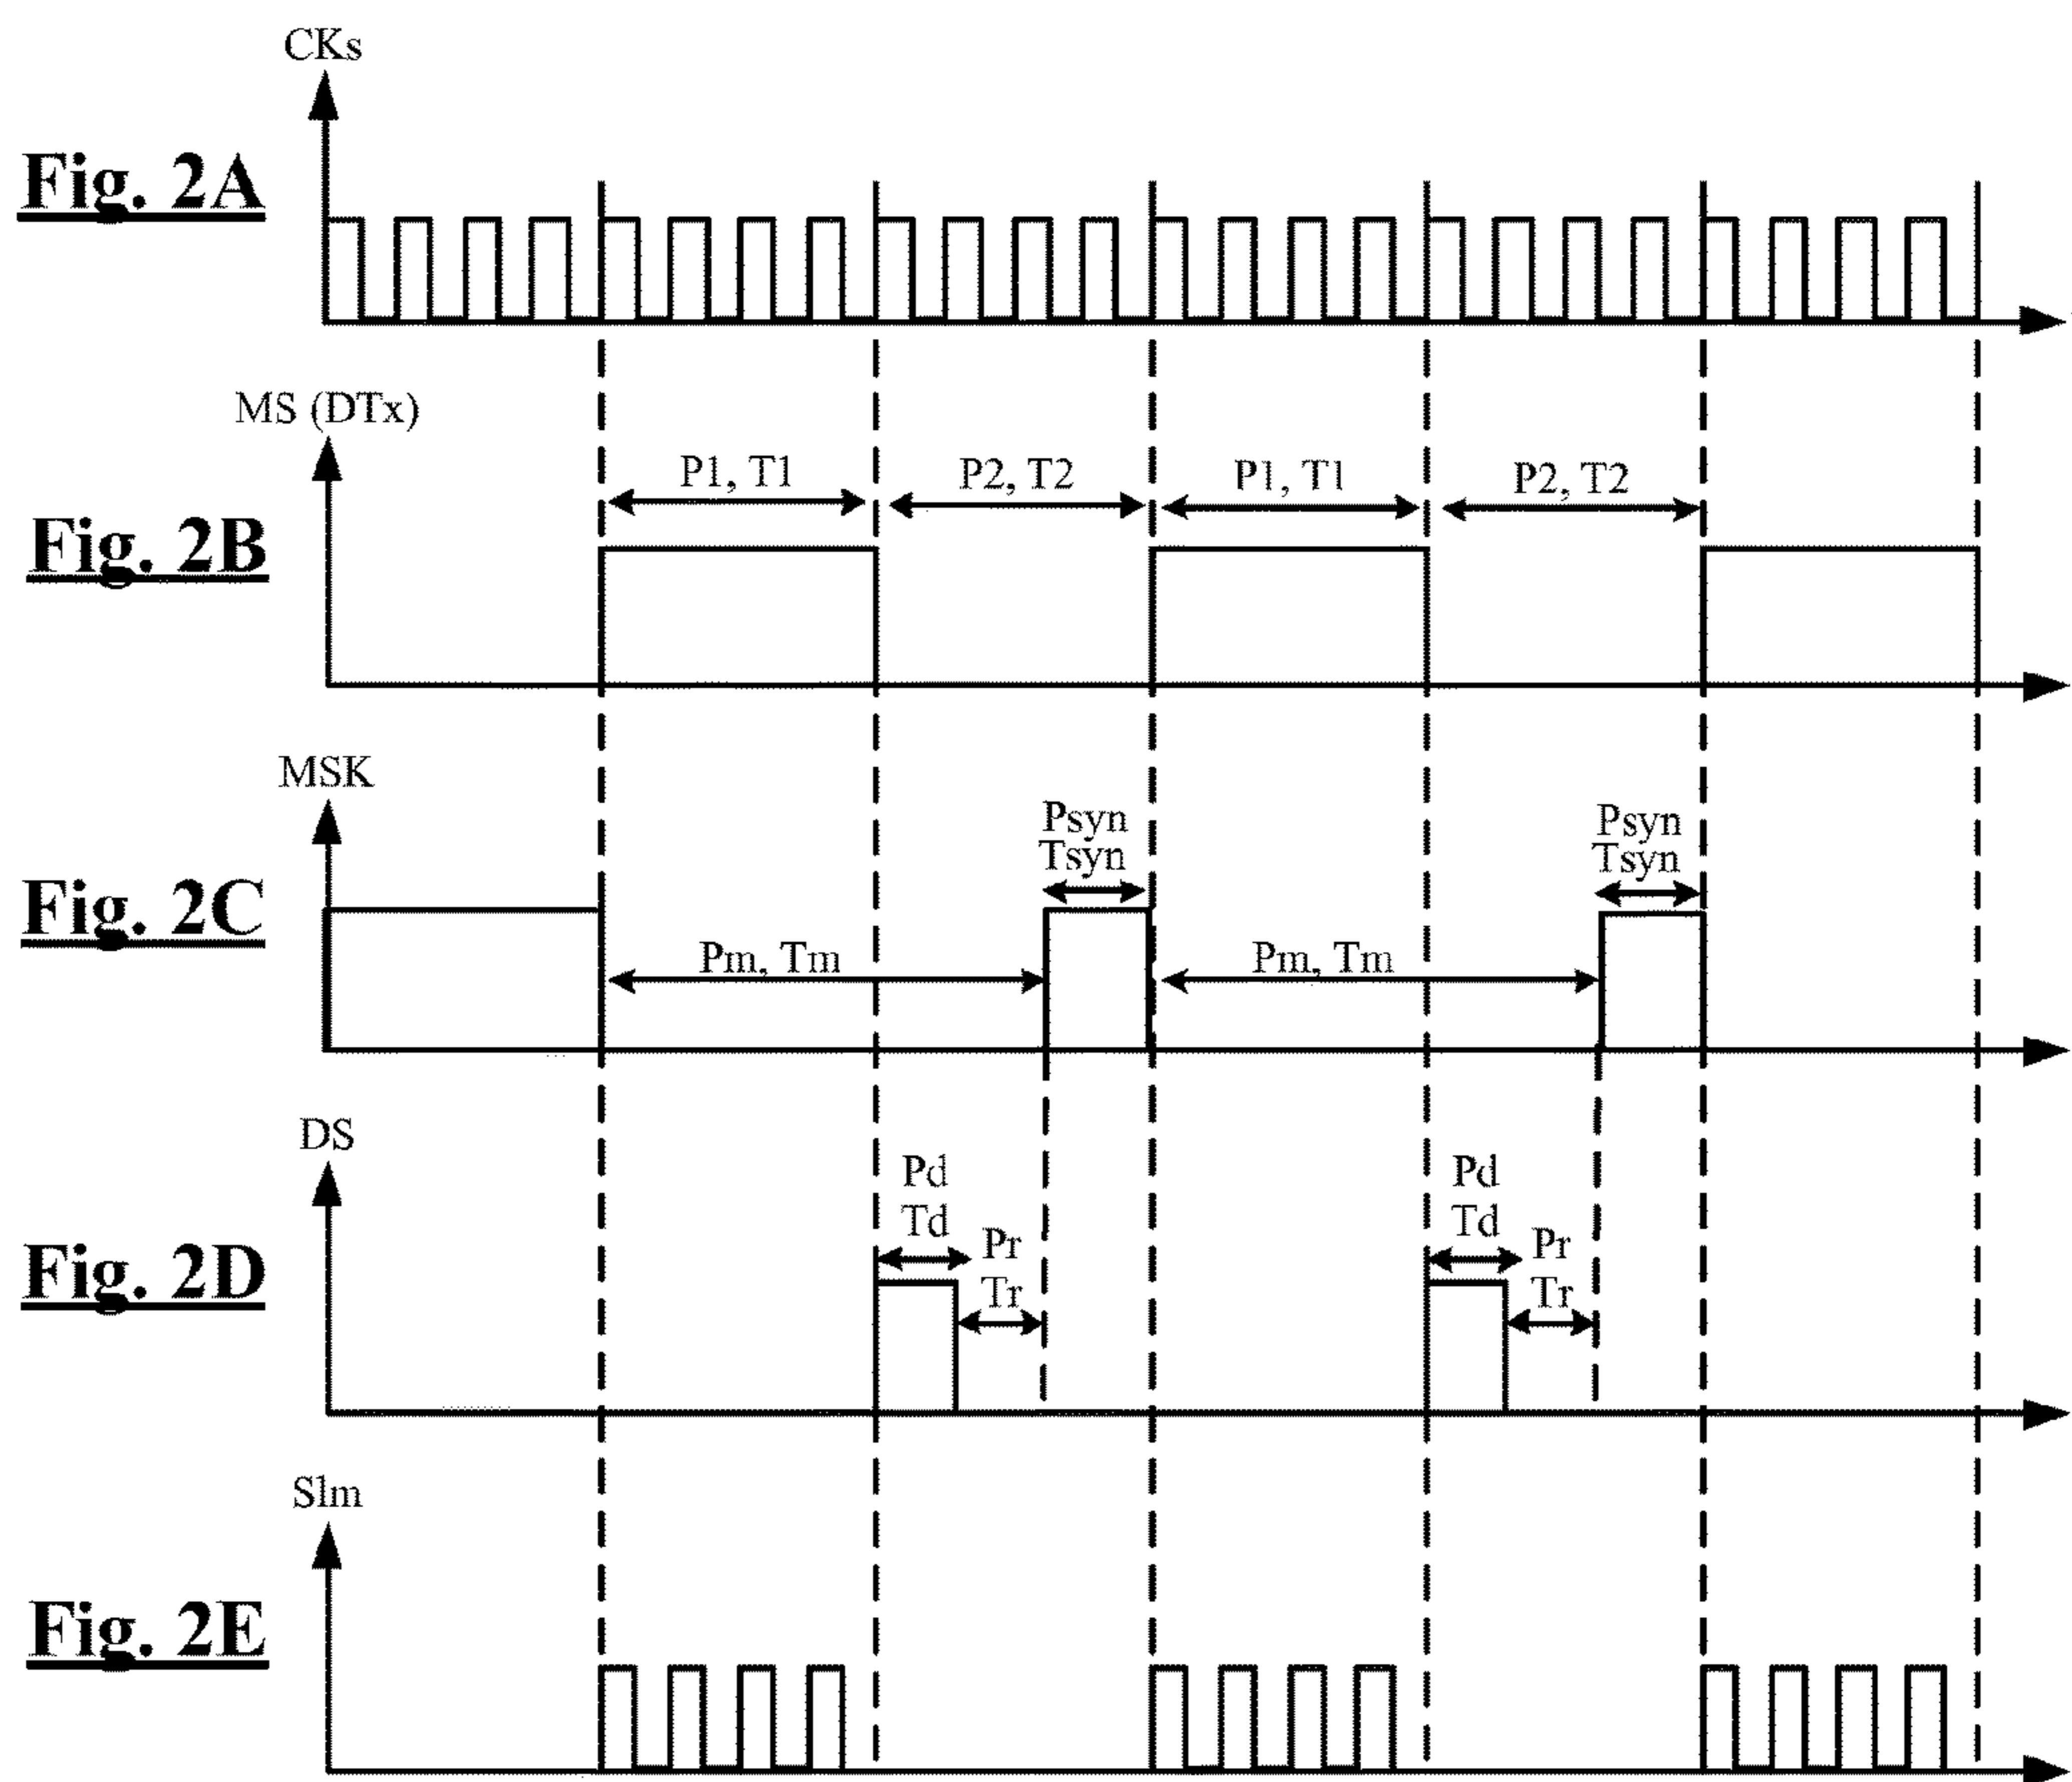 CKs
Fig. 2A
MS (DTx)
P1, T1
P2, T2
P1, T1
P2, T2
Fig. 2B
MSK
Psyn
Tsyn
Psyn
Tsyn
Fig. 2C
Pm, Tm
Pm, Tm
DS
Pd
Td
Pr
Tr
Pd
Td
Pr
Tr
Fig. 2D
Slm
Fig. 2E